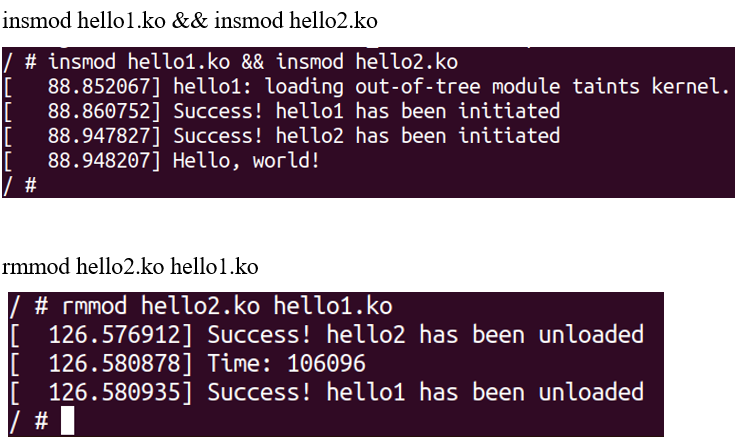 insmod hello1.ko && insmod hello2.ko
/ # insmod hello1.ko && insmod hello2.ko
[   88.852067] hello1: loading out-of-tree module taints kernel.
[   88.860752] Success! hello1 has been initiated
[   88.947827] Success! hello2 has been initiated
[   88.948207] Hello, world!
/ #
rmmod hello2.ko hello1.ko
/ # rmmod hello2.ko hello1.ko
[  126.576912] Success! hello2 has been unloaded
[  126.580878] Time: 106096
[  126.580935] Success! hello1 has been unloaded
/ #